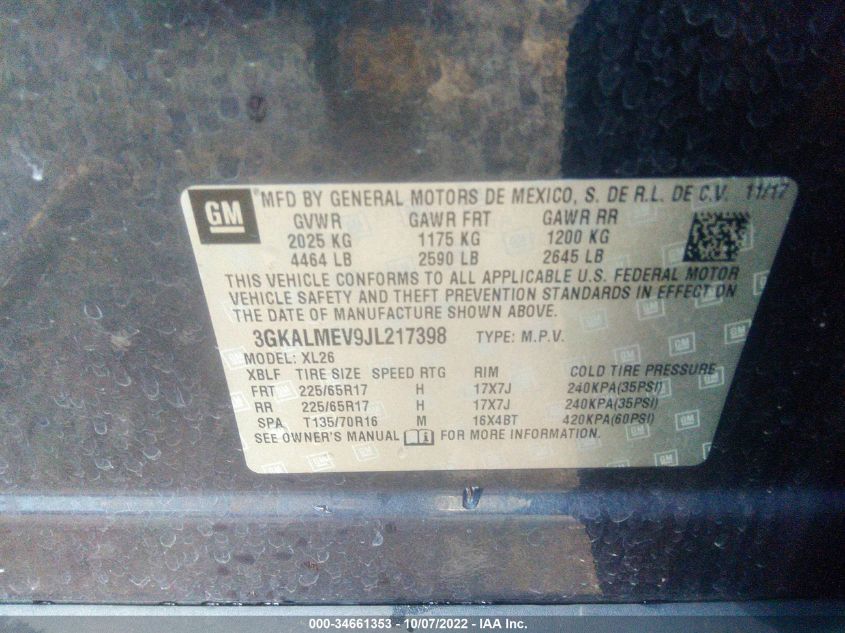 GM MFD BY GENERAL MOTORS DE MEXICO, S. DE R.L. DE C.V. 11/17
GVWR GAWR FRT GAWR RR
2025 KG 1175 KG 1200 KG
4464 LB 2590 LB 2645 LB
THIS VEHICLE CONFORMS TO ALL APPLICABLE U.S. FEDERAL MOTOR
VEHICLE SAFETY AND THEFT PREVENTION STANDARDS IN EFFECT ON
THE DATE OF MANUFACTURE SHOWN ABOVE.
3GKALMEV9JL217398 TYPE: M.P.V.
MODEL: XL26
XBLF TIRE SIZE SPEED RTG RIM COLD TIRE PRESSURE
FRT 225/65R17 H 17X7J 240KPA(35PSI)
RR 225/65R17 H 17X7J 240KPA(35PSI)
SPA T135/70R16 M 16X4BT 420KPA(60PSI)
SEE OWNER'S MANUAL FOR MORE INFORMATION.
000-34661353 - 10/07/2022 - IAA Inc.